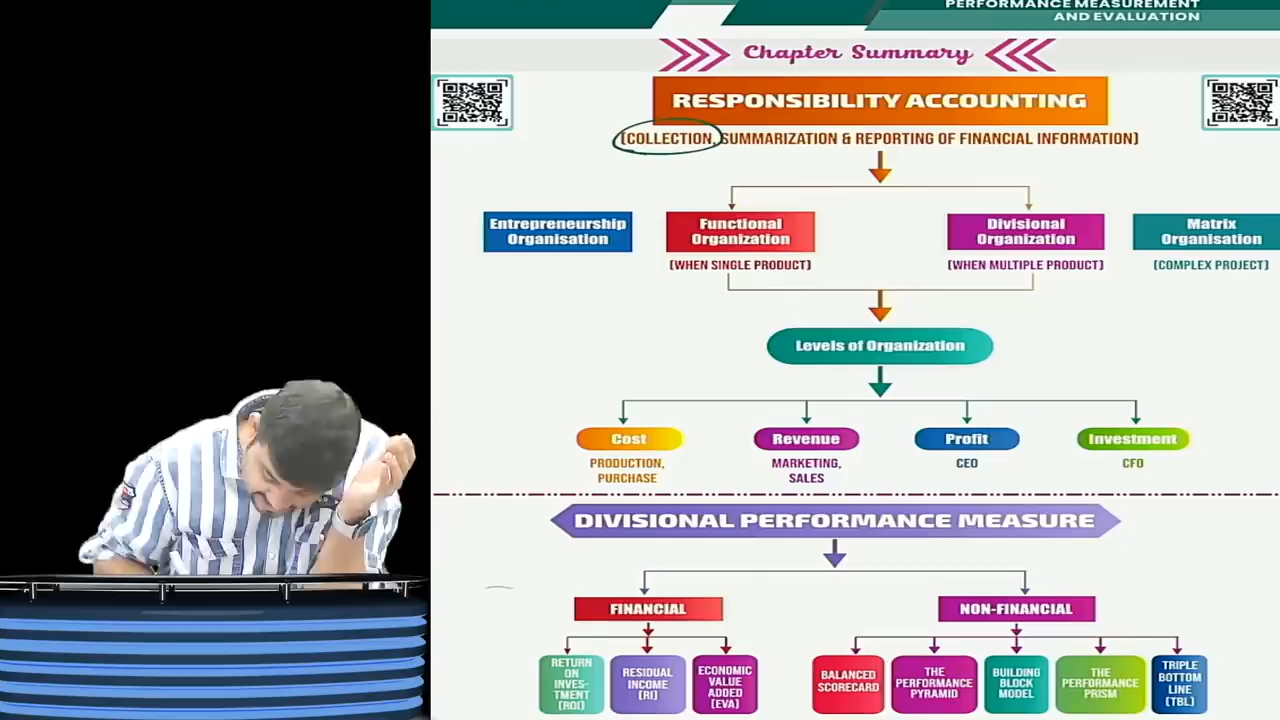 PERFORMANCE MEASUREMENT
AND EVALUATION
Chapter Summary
RESPONSIBILITY ACCOUNTING
(COLLECTION, SUMMARIZATION & REPORTING OF FINANCIAL INFORMATION)
Entrepreneurship
Organisation
Functional
Organization
(WHEN SINGLE PRODUCT)
Divisional
Organization
(WHEN MULTIPLE PRODUCT)
Matrix
Organisation
(COMPLEX PROJECT)
Levels of Organization
Cost
PRODUCTION,
PURCHASE
Revenue
MARKETING,
SALES
Profit
CEO
Investment
CFO
DIVISIONAL PERFORMANCE MEASURE
FINANCIAL
NON-FINANCIAL
RETURN
ON
INVES-
TMENT
(ROI)
RESIDUAL
INCOME
(RI)
ECONOMIC
VALUE
ADDED
(EVA)
BALANCED
SCORECARD
THE
PERFORMANCE
PYRAMID
BUILDING
BLOCK
MODEL
THE
PERFORMANCE
PRISM
TRIPLE
BOTTOM
LINE
(TBL)